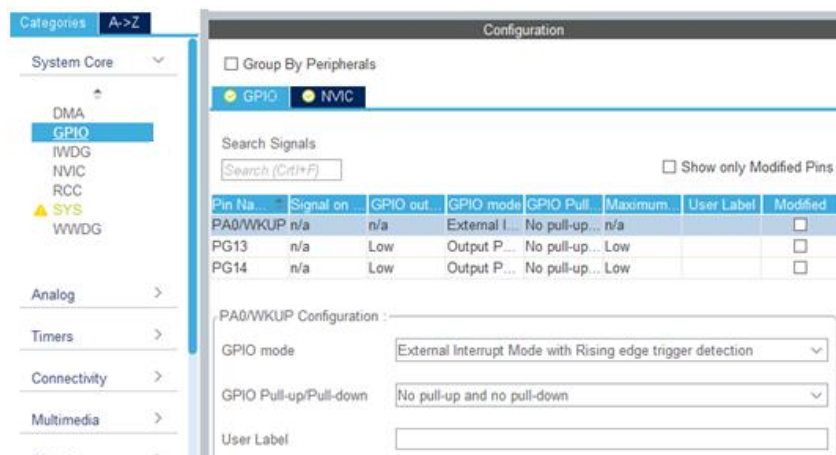 Categories A->Z
System Core
DMA
GPIO
IWDG
NVIC
RCC
SYS
WWDG
Analog
Timers
Connectivity
Multimedia
Configuration
Group By Peripherals
GPIO NVIC
Search Signals
Search (Crtl+F)
Show only Modified Pins
Pin Na... Signal on ... GPIO out... GPIO mode GPIO Pull... Maximum... User Label Modified
PA0/WKUP n/a n/a External I... No pull-up... n/a
PG13 n/a Low Output P... No pull-up... Low
PG14 n/a Low Output P... No pull-up... Low
PA0/WKUP Configuration :
GPIO mode External Interrupt Mode with Rising edge trigger detection
GPIO Pull-up/Pull-down No pull-up and no pull-down
User Label